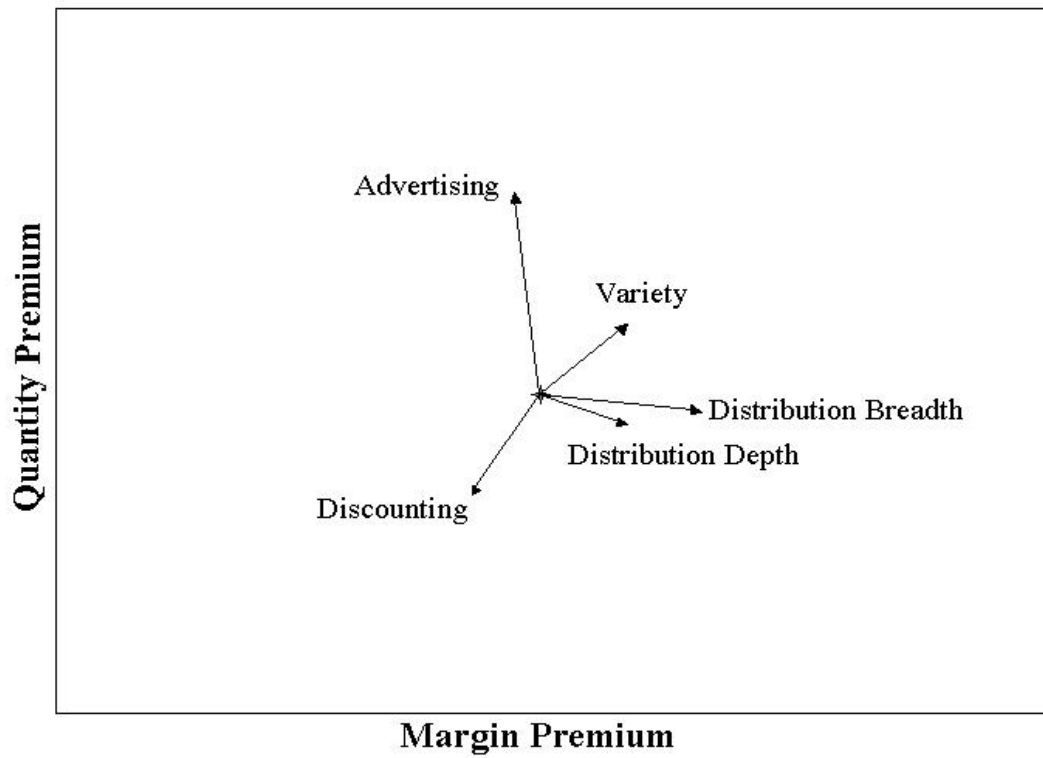 Advertising
Variety
Distribution Breadth
Distribution Depth
Discounting
Quantity Premium
Margin Premium